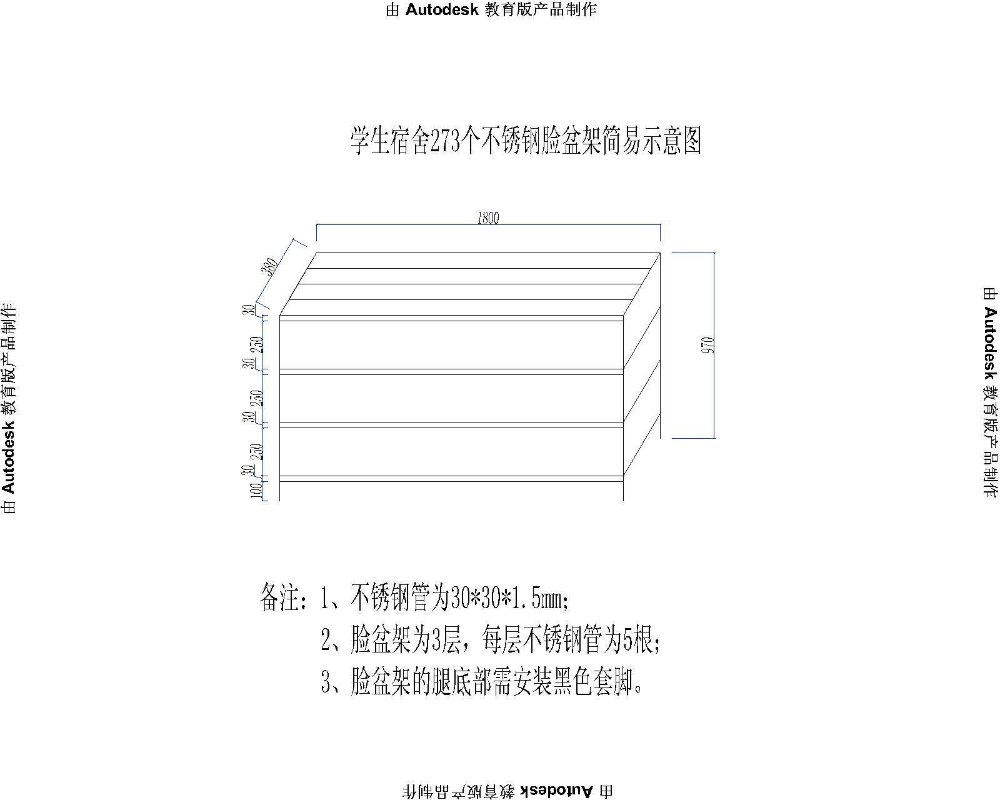 由 Autodesk 教育版产品制作
学生宿舍273个不锈钢脸盆架简易示意图
1800
380
30
250
30
250
30
250
30
100
970
备注：1、不锈钢管为30*30*1.5mm；
2、脸盆架为3层，每层不锈钢管为5根；
3、脸盆架的腿底部需安装黑色套脚。
由 Autodesk 教育版产品制作
由 Autodesk 教育版产品制作
由 Autodesk 教育版产品制作